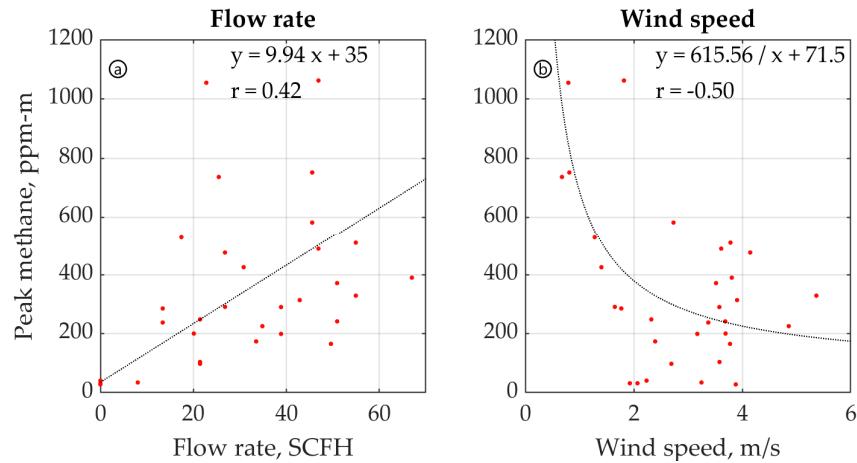 Flow rate
Wind speed
1200
1000
800
600
400
200
0
Peak methane, ppm-m
a
y = 9.94 x + 35
r = 0.42
0
20
40
60
Flow rate, SCFH
1200
1000
800
600
400
200
0
b
y = 615.56 / x + 71.5
r = -0.50
0
2
4
6
Wind speed, m/s